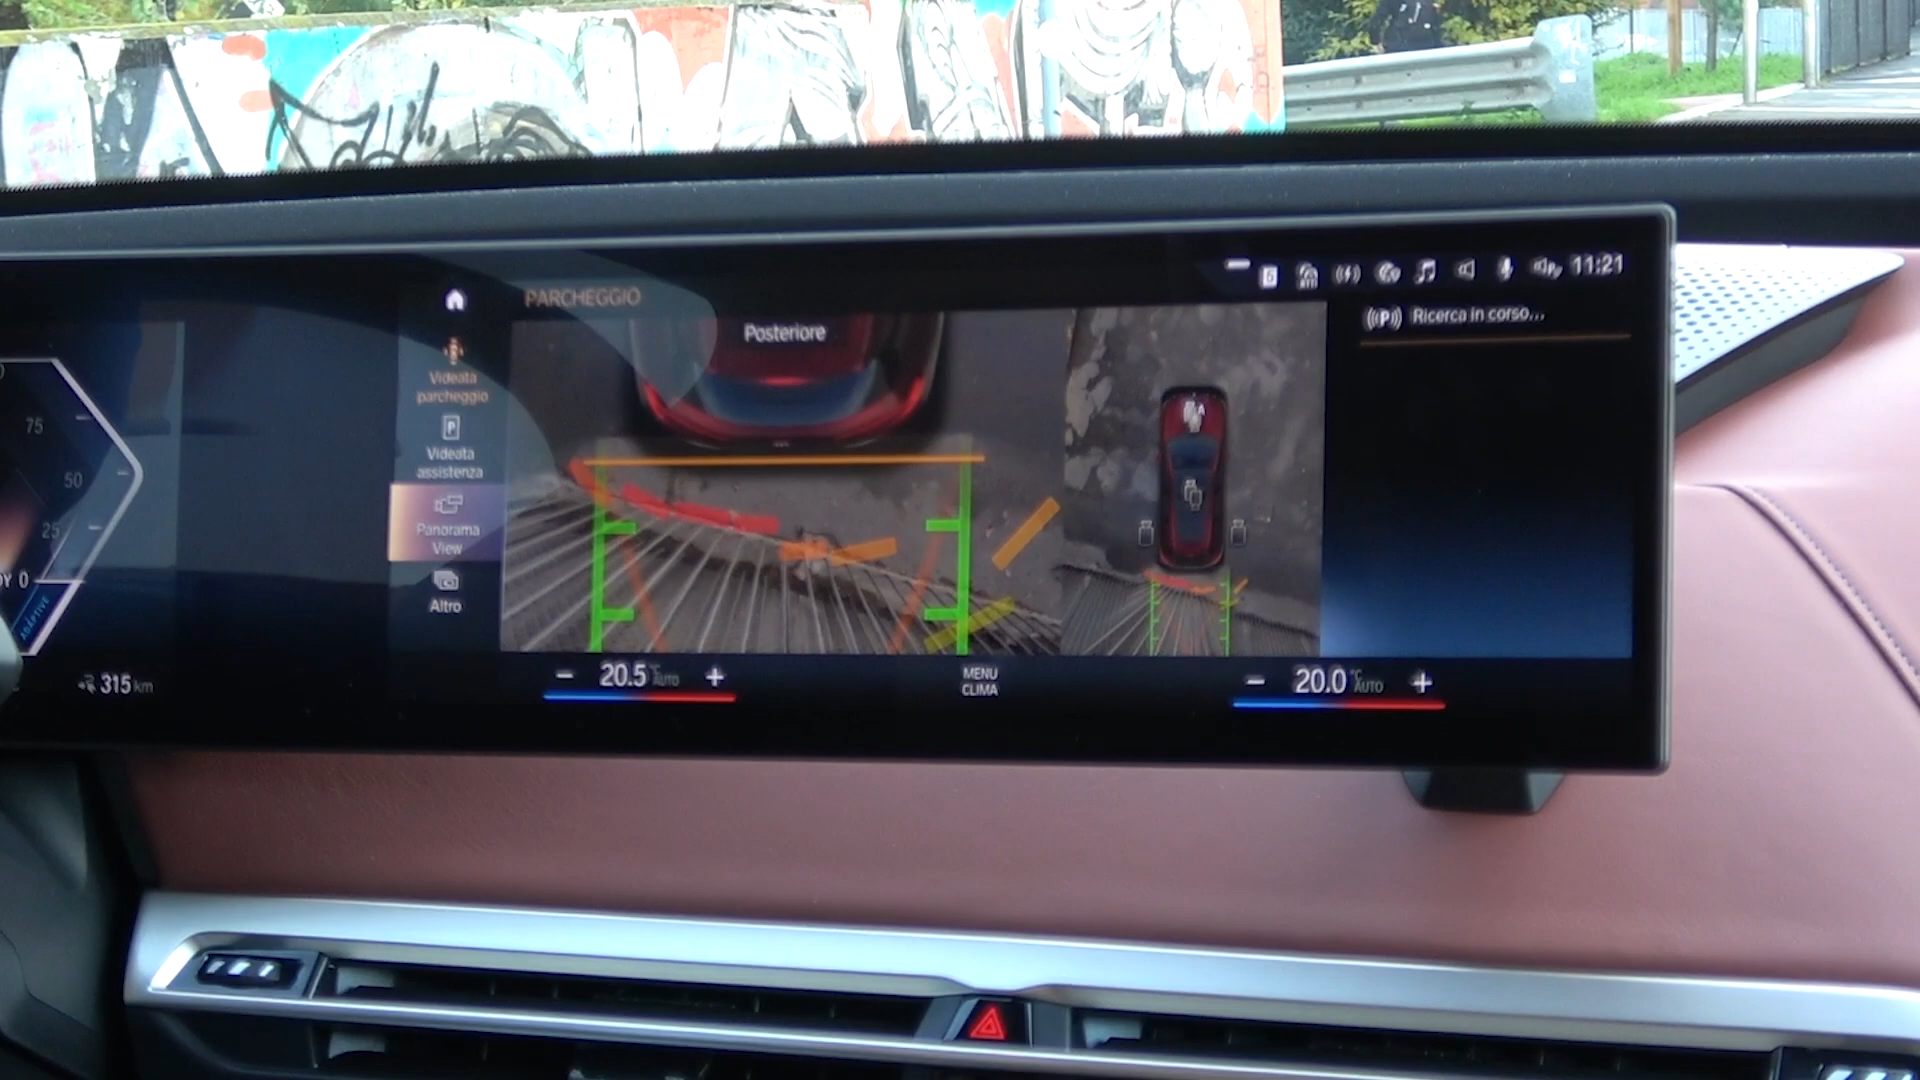 PARCHEGGIO
11:21
Posteriore
Ricerca in corso...
Videata
parcheggio
P
Videata
assistenza
Panorama
View
Altro
75
50
25
0
ADAPTIVE
315 km
- 20.5 °C AUTO +
MENU
CLIMA
- 20.0 °C AUTO +